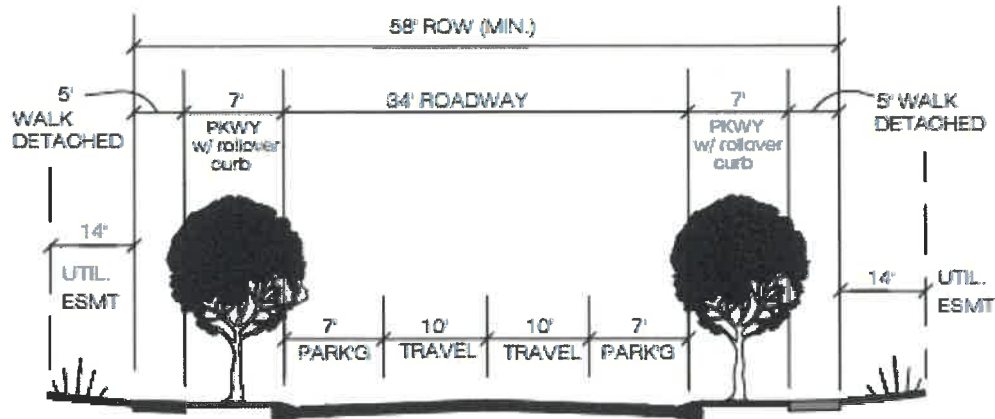 58' ROW (MIN.)
5'
WALK
DETACHED
7'
PKWY
w/ rollover
curb
34' ROADWAY
7'
PKWY
w/ rollover
curb
5' WALK
DETACHED
14'
UTIL.
ESMT
7'
PARK'G
10'
TRAVEL
10'
TRAVEL
7'
PARK'G
14'
UTIL.
ESMT